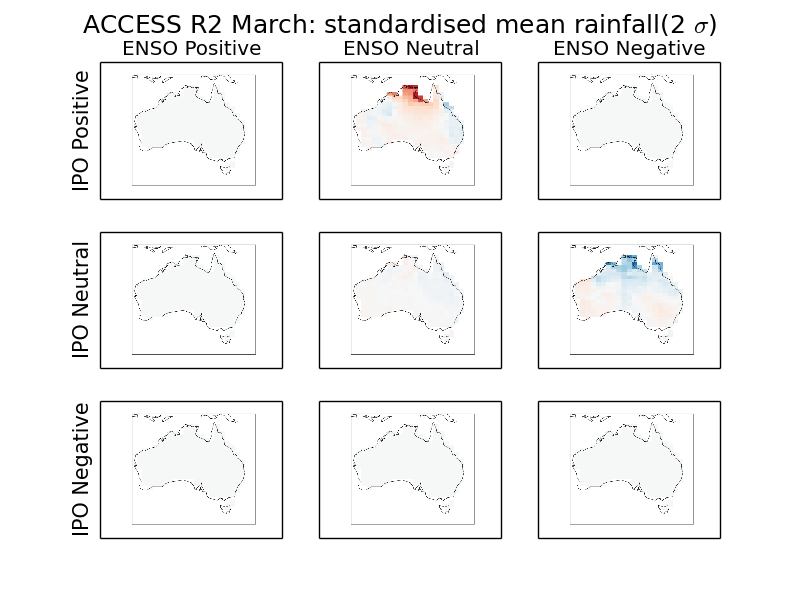 ACCESS R2 March: standardised mean rainfall(2 σ)
ENSO Positive ENSO Neutral ENSO Negative
IPO Positive
IPO Neutral
IPO Negative